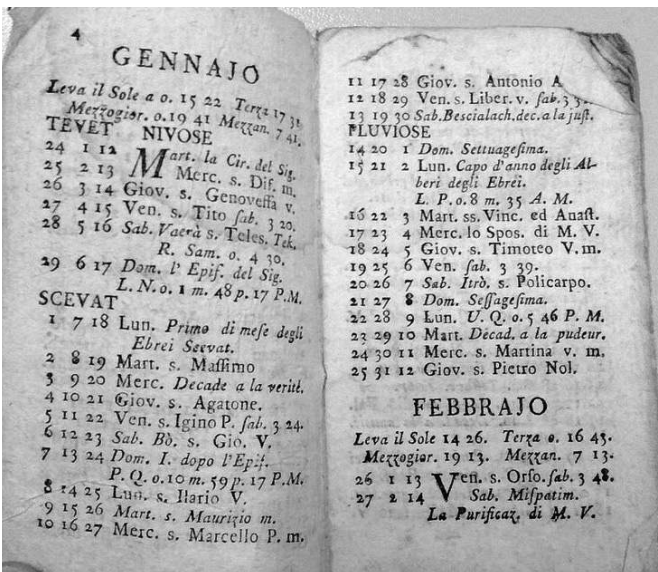 4
GENNAJO
Leva il Sole a o. 15 22 Terza 17 31
Mezzogior. o. 19 41 Mezzan. 7 41.
TEVET NIVOSE
24 1 12 Mart. la Cir. del Sig.
25 2 13 Merc. s. Dif. m.
26 3 14 Giov. s. Genoveffa v.
27 4 15 Ven. s. Tito ſab. 3 20.
28 5 16 Sab. Vaerà s. Teles. Tek.
R. Sam. o. 4 30.
29 6 17 Dom. l' Epiſ. del Sig.
L. N. o. 1 m. 48 p. 17 P.M.
SCEVAT
1 7 18 Lun. Primo di meſe degli
Ebrei Scevat.
2 8 19 Mart. s. Maſſimo
3 9 20 Merc. Decade a la verité.
4 10 21 Giov. s. Agatone.
5 11 22 Ven. s. Igino P. ſab. 3 24.
6 12 23 Sab. Bò. s. Gio. V.
7 13 24 Dom. I. dopo l'Epiſ.
P. Q. o. 10 m. 59 p. 17 P.M.
8 14 25 Lun. s. Ilario V.
9 15 26 Mart. s. Maurizio m.
10 16 27 Merc. s. Marcello P. m.
11 17 28 Giov. s. Antonio A
12 18 29 Ven. s. Liber. v. ſab. 3 3
13 19 30 Sab. Beſcialach. dec. a la juſt.
PLUVIOSE
14 20 1 Dom. Settuageſima.
15 21 2 Lun. Capo d'anno degli Al-
beri degli Ebrei.
L. P. o. 8 m. 35 A. M.
16 22 3 Mart. ss. Vinc. ed Anaſt.
17 23 4 Merc. lo Spos. di M. V.
18 24 5 Giov. s. Timoteo V. m.
19 25 6 Ven. ſab. 3 39.
20 26 7 Sab. Itrò. s. Policarpo.
21 27 8 Dom. Seſſageſima.
22 28 9 Lun. U. Q. o. 5 46 P. M.
23 29 10 Mart. Decad. a la pudeur.
24 30 11 Merc. s. Martina v. m.
25 31 12 Giov. s. Pietro Nol.
FEBBRAJO
Leva il Sole 14 26. Terza o. 16 43.
Mezzogior. 19 13. Mezzan. 7 13.
26 1 13 Ven. s. Orſo. ſab. 3 48.
27 2 14 Sab. Miſpatim.
La Purificaz. di M. V.